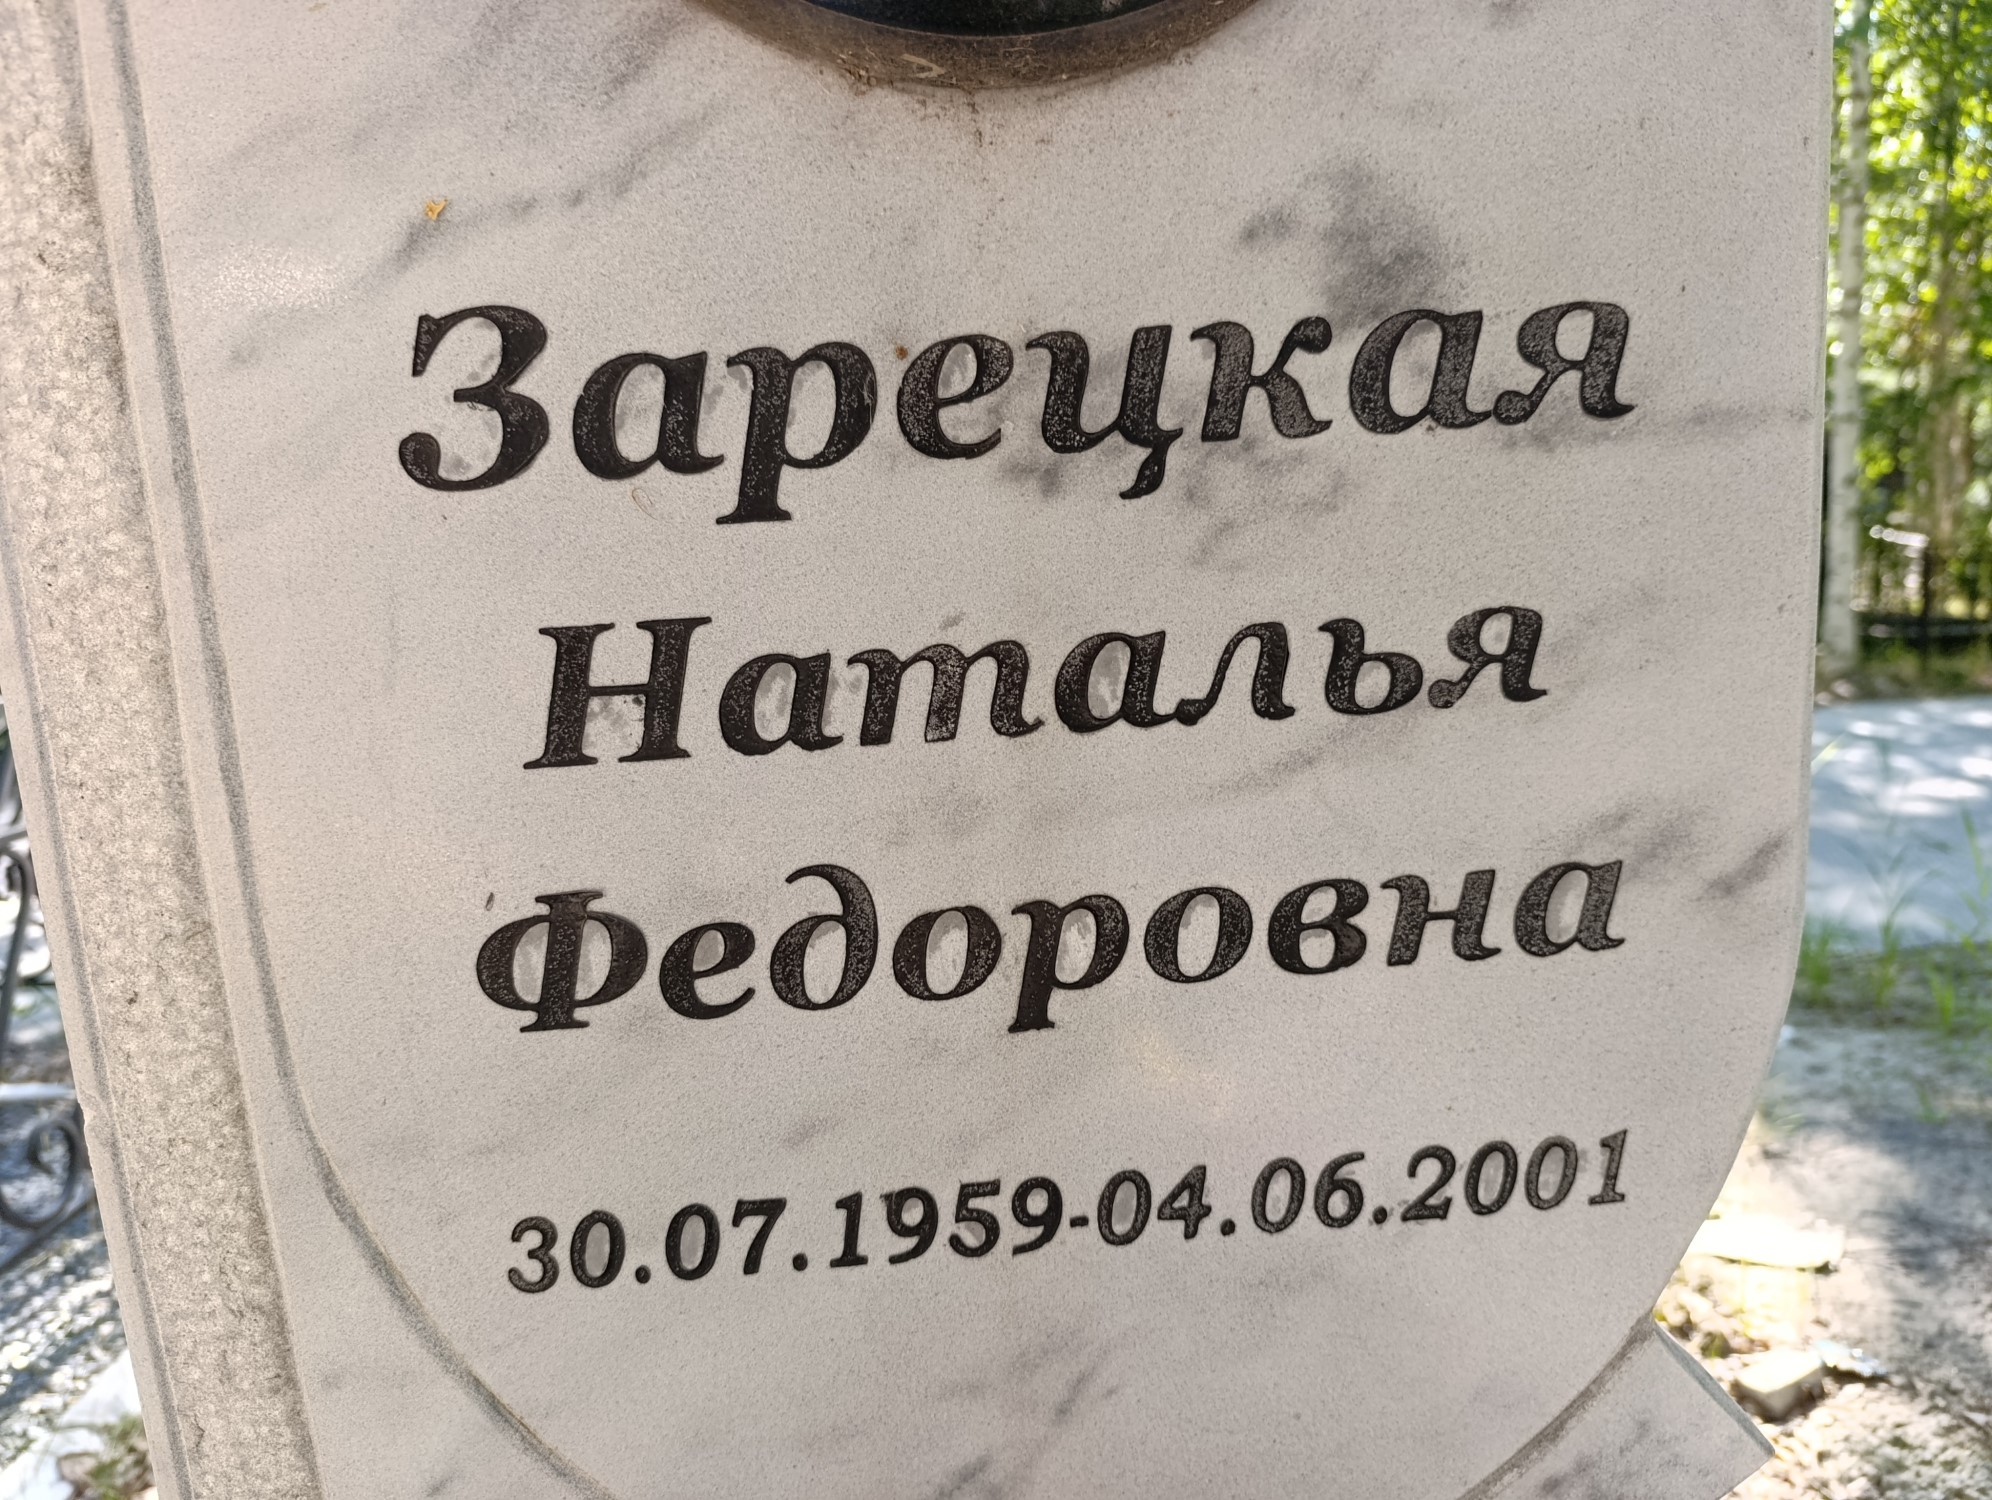 Зарецкая
Наталья
Федоровна
30.07.1959-04.06.2001